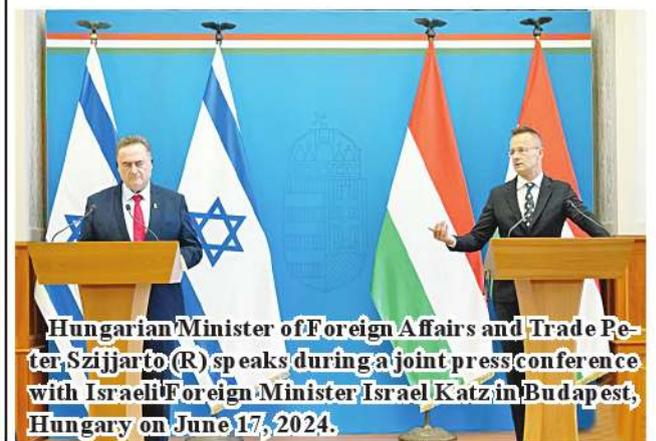 Hungarian Minister of Foreign Affairs and Trade Pe-
ter Szijjarto (R) speaks during a joint press conference
with Israeli Foreign Minister Israel Katz in Budapest,
Hungary on June 17, 2024.